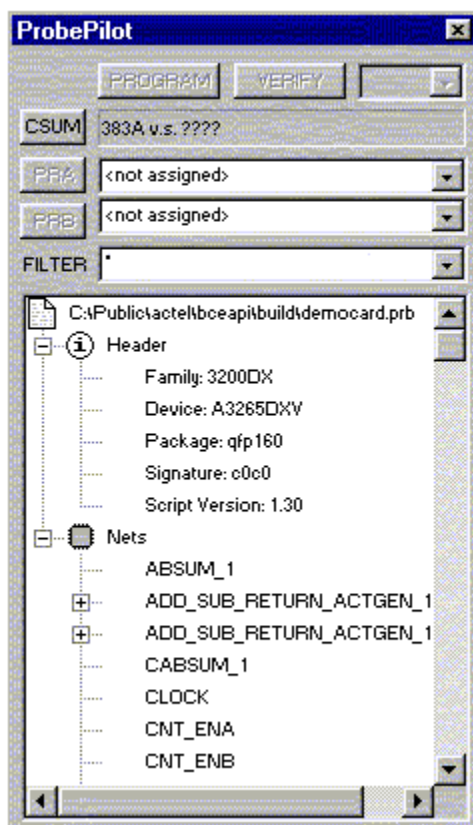 ProbePilot
PROGRAM VERIFY
CSUM 383A v.s. ????
PRA <not assigned>
PRB <not assigned>
FILTER *
C:\Public\actel\bceapi\build\democard.prb
Header
Family: 3200DX
Device: A3265DXV
Package: qfp160
Signature: c0c0
Script Version: 1.30
Nets
ABSUM_1
ADD_SUB_RETURN_ACTGEN_1
ADD_SUB_RETURN_ACTGEN_1
CABSUM_1
CLOCK
CNT_ENA
CNT_ENB